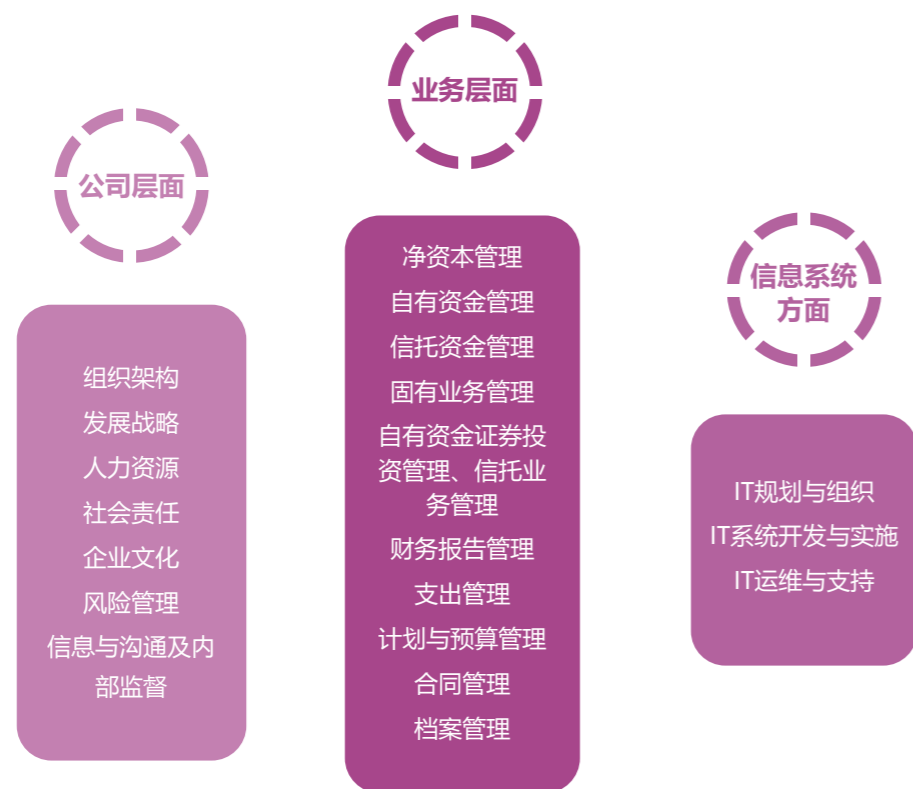 公司层面
组织架构
发展战略
人力资源
社会责任
企业文化
风险管理
信息与沟通及内
部监督
业务层面
净资本管理
自有资金管理
信托资金管理
固有业务管理
自有资金证券投
资管理、信托业
务管理
财务报告管理
支出管理
计划与预算管理
合同管理
档案管理
信息系统
方面
IT规划与组织
IT系统开发与实施
IT运维与支持